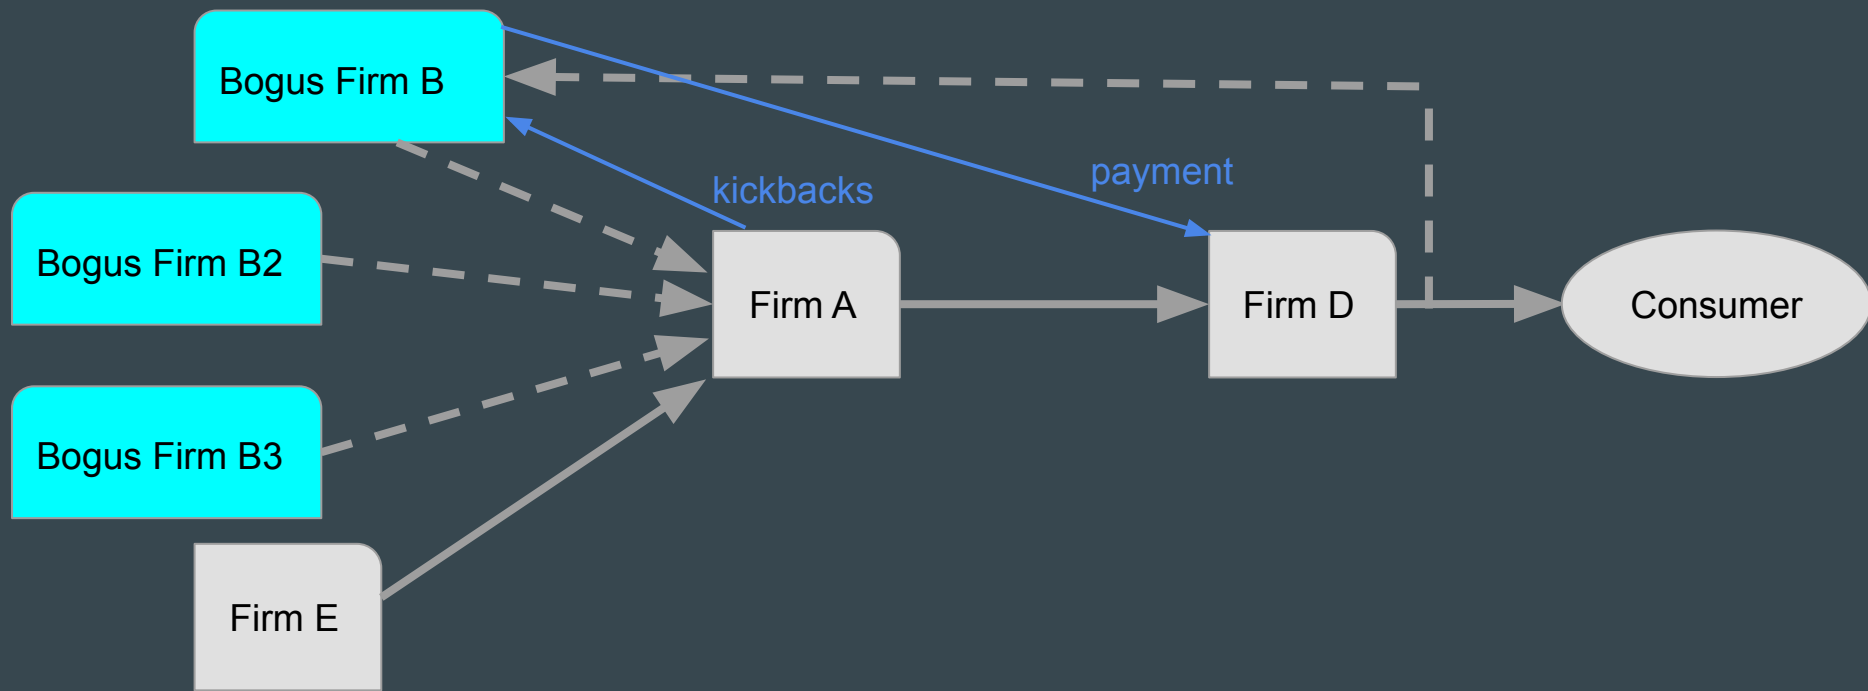 Bogus Firm B
payment
kickbacks
Bogus Firm B2
Firm A
Firm D
Consumer
Bogus Firm B3
Firm E